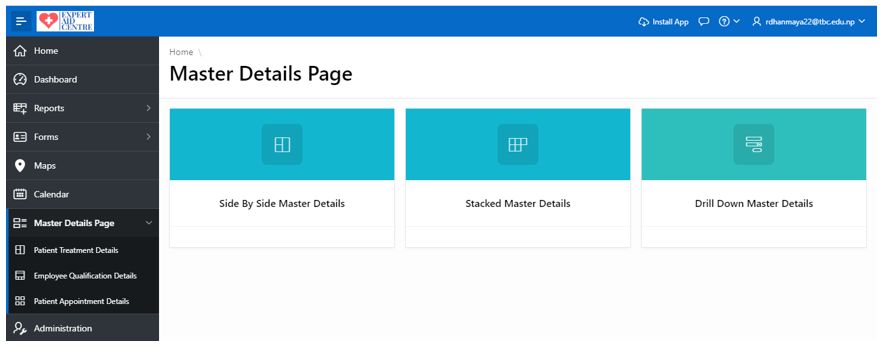 EXPERT
AID
CENTRE
Install App
rdhanmaya22@tbc.edu.np
Home
Dashboard
Reports
Forms
Maps
Calendar
Master Details Page
Patient Treatment Details
Employee Qualification Details
Patient Appointment Details
Administration
Home \
Master Details Page
Side By Side Master Details
Stacked Master Details
Drill Down Master Details